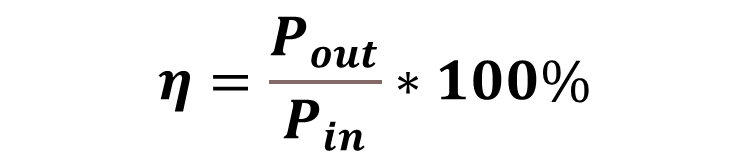 η = P_out / P_in * 100%